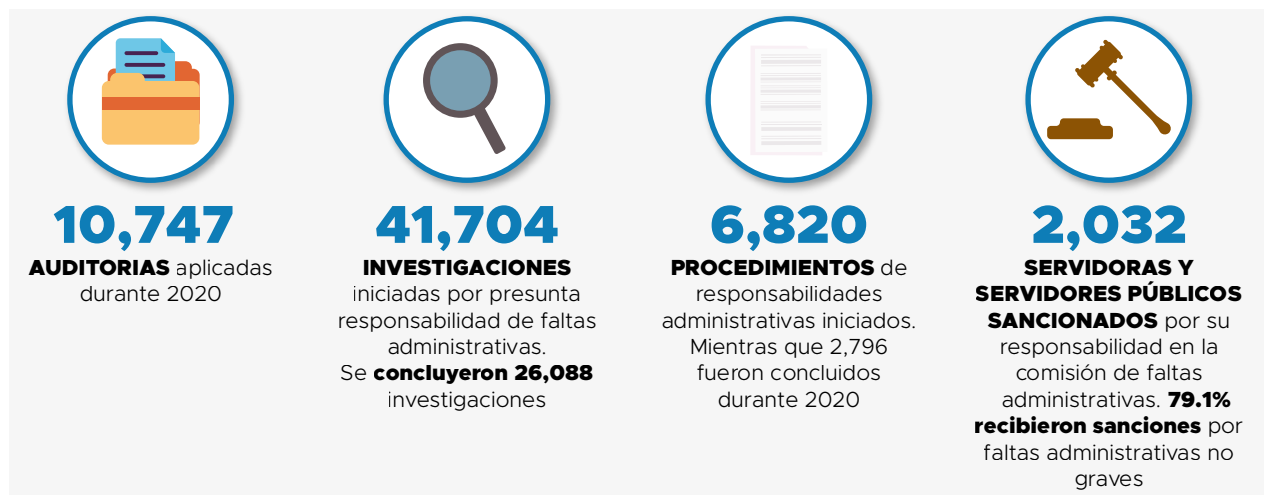 10,747
AUDITORIAS aplicadas
durante 2020
41,704
INVESTIGACIONES
iniciadas por presunta
responsabilidad de faltas
administrativas.
Se concluyeron 26,088
investigaciones
6,820
PROCEDIMIENTOS de
responsabilidades
administrativas iniciados.
Mientras que 2,796
fueron concluidos
durante 2020
2,032
SERVIDORAS Y
SERVIDORES PÚBLICOS
SANCIONADOS por su
responsabilidad en la
comisión de faltas
administrativas. 79.1%
recibieron sanciones por
faltas administrativas no
graves